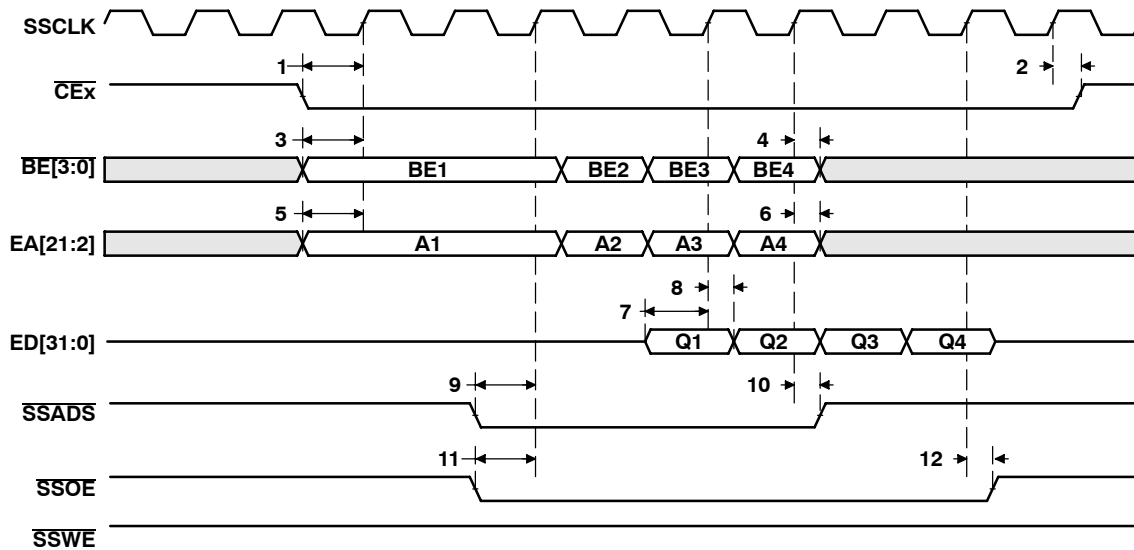 SSCLK
1
2
CEx
3
4
BE[3:0]
BE1
BE2
BE3
BE4
5
6
EA[21:2]
A1
A2
A3
A4
7
8
ED[31:0]
Q1
Q2
Q3
Q4
9
10
SSADS
11
12
SSOE
SSWE